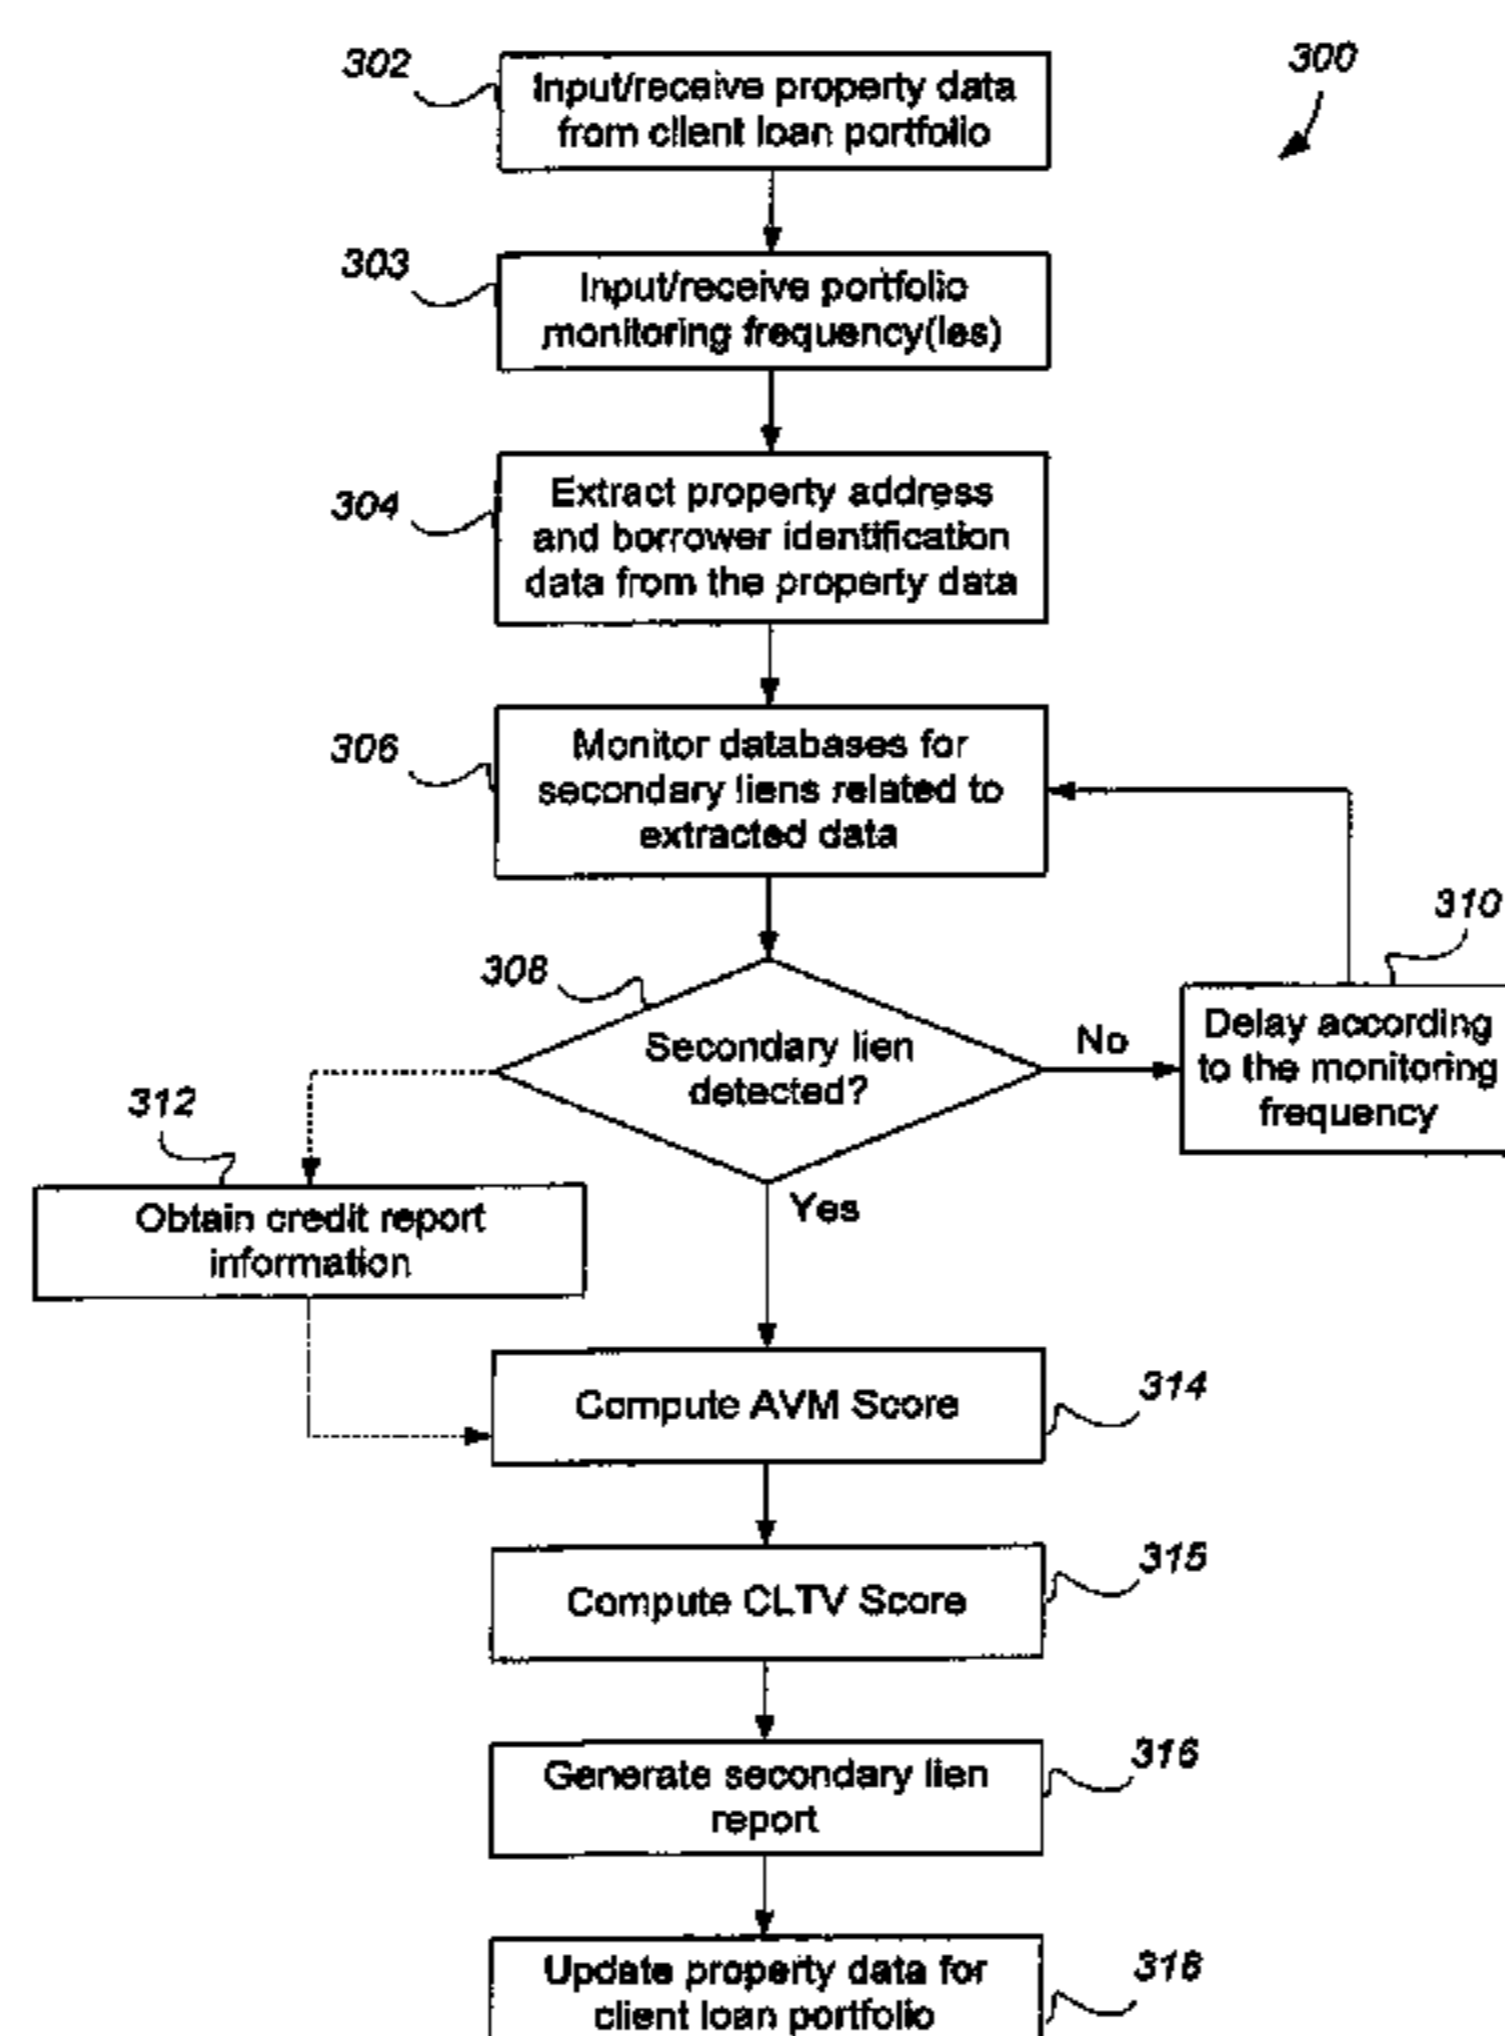 300
302
Input/receive property data
from client loan portfolio
303
Input/receive portfolio
monitoring frequency(ies)
304
Extract property address
and borrower identification
data from the property data
306
Monitor databases for
secondary liens related to
extracted data
308
Secondary lien
detected?
No
310
Delay according
to the monitoring
frequency
Yes
312
Obtain credit report
information
314
Compute AVM Score
315
Compute CLTV Score
316
Generate secondary lien
report
318
Update property data for
client loan portfolio